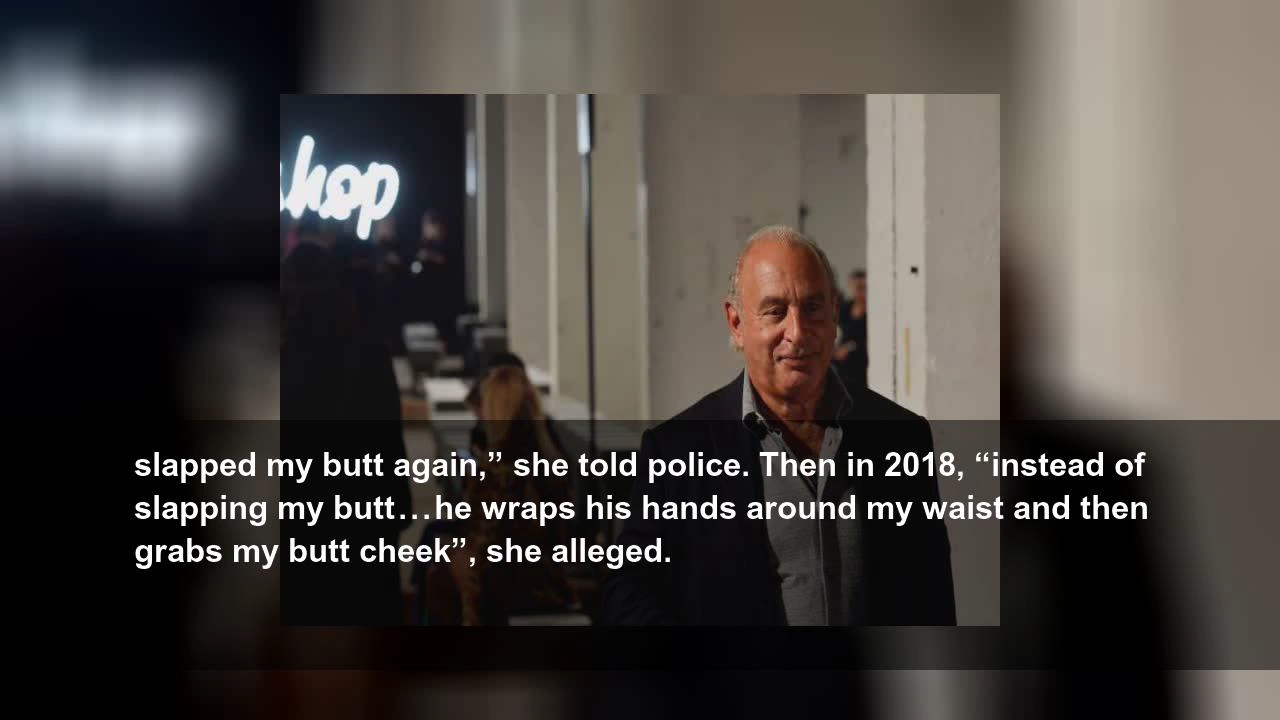 hop
slapped my butt again,” she told police. Then in 2018, “instead of
slapping my butt…he wraps his hands around my waist and then
grabs my butt cheek”, she alleged.